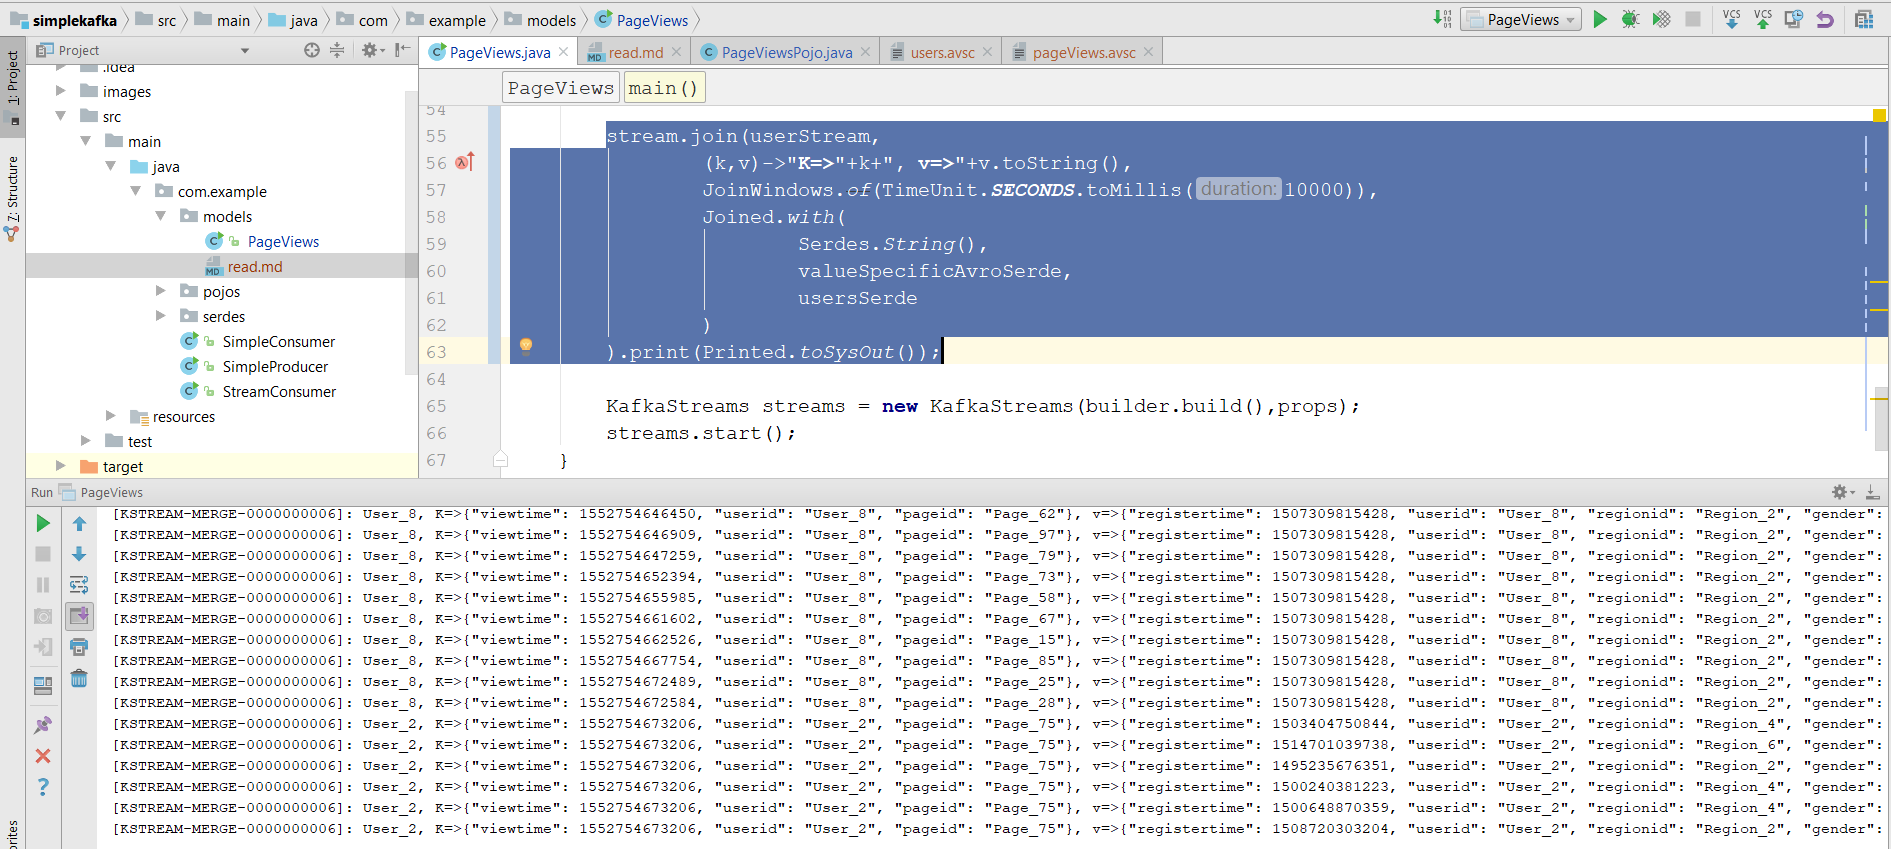 simplekafka src main java com example models PageViews PageViews VCS VCS
1: Project
7: Structure
Project
.idea
images
src
main
java
com.example
models
PageViews
read.md
pojos
serdes
SimpleConsumer
SimpleProducer
StreamConsumer
resources
test
target
PageViews.java read.md PageViewsPojo.java users.avsc pageViews.avsc
PageViews main()
54
55 stream.join(userStream,
56 (k,v)->"K=>"+k+", v=>"+v.toString(),
57 JoinWindows.of(TimeUnit.SECONDS.toMillis( duration: 10000)),
58 Joined.with(
59 Serdes.String(),
60 valueSpecificAvroSerde,
61 usersSerde
62 )
63 ).print(Printed.toSysOut());
64
65 KafkaStreams streams = new KafkaStreams(builder.build(),props);
66 streams.start();
67 }
Run PageViews
[KSTREAM-MERGE-0000000006]: User_8, K=>{"viewtime": 1552754646450, "userid": "User_8", "pageid": "Page_62"}, v=>{"registertime": 1507309815428, "userid": "User_8", "regionid": "Region_2", "gender":
[KSTREAM-MERGE-0000000006]: User_8, K=>{"viewtime": 1552754646909, "userid": "User_8", "pageid": "Page_97"}, v=>{"registertime": 1507309815428, "userid": "User_8", "regionid": "Region_2", "gender":
[KSTREAM-MERGE-0000000006]: User_8, K=>{"viewtime": 1552754647259, "userid": "User_8", "pageid": "Page_79"}, v=>{"registertime": 1507309815428, "userid": "User_8", "regionid": "Region_2", "gender":
[KSTREAM-MERGE-0000000006]: User_8, K=>{"viewtime": 1552754652394, "userid": "User_8", "pageid": "Page_73"}, v=>{"registertime": 1507309815428, "userid": "User_8", "regionid": "Region_2", "gender":
[KSTREAM-MERGE-0000000006]: User_8, K=>{"viewtime": 1552754655985, "userid": "User_8", "pageid": "Page_58"}, v=>{"registertime": 1507309815428, "userid": "User_8", "regionid": "Region_2", "gender":
[KSTREAM-MERGE-0000000006]: User_8, K=>{"viewtime": 1552754661602, "userid": "User_8", "pageid": "Page_67"}, v=>{"registertime": 1507309815428, "userid": "User_8", "regionid": "Region_2", "gender":
[KSTREAM-MERGE-0000000006]: User_8, K=>{"viewtime": 1552754662526, "userid": "User_8", "pageid": "Page_15"}, v=>{"registertime": 1507309815428, "userid": "User_8", "regionid": "Region_2", "gender":
[KSTREAM-MERGE-0000000006]: User_8, K=>{"viewtime": 1552754667754, "userid": "User_8", "pageid": "Page_85"}, v=>{"registertime": 1507309815428, "userid": "User_8", "regionid": "Region_2", "gender":
[KSTREAM-MERGE-0000000006]: User_8, K=>{"viewtime": 1552754672489, "userid": "User_8", "pageid": "Page_25"}, v=>{"registertime": 1507309815428, "userid": "User_8", "regionid": "Region_2", "gender":
[KSTREAM-MERGE-0000000006]: User_8, K=>{"viewtime": 1552754672584, "userid": "User_8", "pageid": "Page_28"}, v=>{"registertime": 1507309815428, "userid": "User_8", "regionid": "Region_2", "gender":
[KSTREAM-MERGE-0000000006]: User_2, K=>{"viewtime": 1552754673206, "userid": "User_2", "pageid": "Page_75"}, v=>{"registertime": 1503404750844, "userid": "User_2", "regionid": "Region_4", "gender":
[KSTREAM-MERGE-0000000006]: User_2, K=>{"viewtime": 1552754673206, "userid": "User_2", "pageid": "Page_75"}, v=>{"registertime": 1514701039738, "userid": "User_2", "regionid": "Region_6", "gender":
[KSTREAM-MERGE-0000000006]: User_2, K=>{"viewtime": 1552754673206, "userid": "User_2", "pageid": "Page_75"}, v=>{"registertime": 1495235676351, "userid": "User_2", "regionid": "Region_2", "gender":
[KSTREAM-MERGE-0000000006]: User_2, K=>{"viewtime": 1552754673206, "userid": "User_2", "pageid": "Page_75"}, v=>{"registertime": 1500240381223, "userid": "User_2", "regionid": "Region_4", "gender":
[KSTREAM-MERGE-0000000006]: User_2, K=>{"viewtime": 1552754673206, "userid": "User_2", "pageid": "Page_75"}, v=>{"registertime": 1500648870359, "userid": "User_2", "regionid": "Region_4", "gender":
[KSTREAM-MERGE-0000000006]: User_2, K=>{"viewtime": 1552754673206, "userid": "User_2", "pageid": "Page_75"}, v=>{"registertime": 1508720303204, "userid": "User_2", "regionid": "Region_2", "gender":